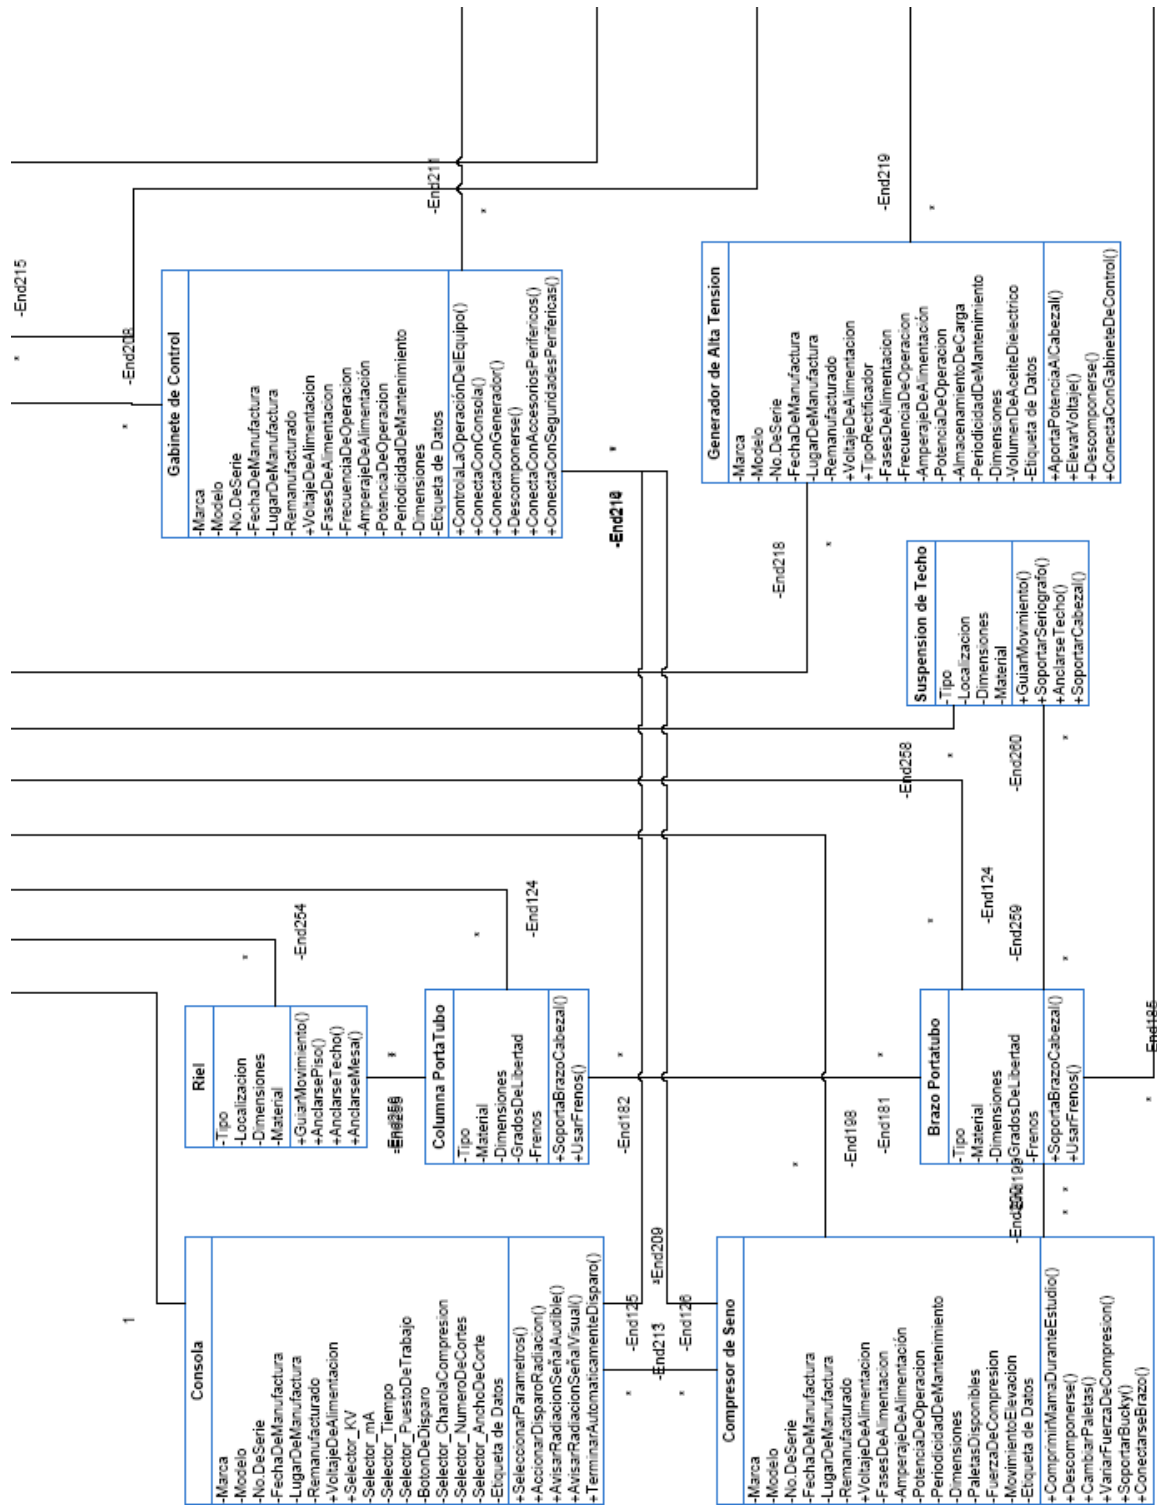 Consola
-Marca
-Modelo
-No.DeSerie
-FechaDeManufactura
-LugarDeManufactura
-Remanufacturado
+VoltajeDeAlimentacion
+Selector_KV
-Selector_mA
-Selector_Tiempo
-Selector_PuestoDeTrabajo
-BotonDeDisparo
-Selector_CharolaCompresion
-Selector_NumeroDeCortes
-Selector_AnchoDeCorte
-Etiqueta de Datos
+SeleccionarParametros()
+AccionarDisparoRadiacion()
+AvisarRadiacionSeñalAudible()
+AvisarRadiacionSeñalVisual()
+TerminarAutomaticamenteDisparo()
1
Riel
-Tipo
-Localizacion
-Dimensiones
-Material
+GuiarMovimiento()
+AnclarsePiso()
+AnclarseTecho()
+AnclarseMesa()
*
-End254
*
Columna PortaTubo
-Tipo
-Material
-Dimensiones
-GradosDeLibertad
-Frenos
+SoportaBrazoCabezal()
+UsarFrenos()
*
-End124
-End182
*
Gabinete de Control
-Marca
-Modelo
-No.DeSerie
-FechaDeManufactura
-LugarDeManufactura
-Remanufacturado
+VoltajeDeAlimentacion
-FasesDeAlimentacion
-FrecuenciaDeOperacion
-AmperajeDeAlimentación
-PotenciaDeOperacion
-PeriodicidadDeMantenimiento
-Dimensiones
-Etiqueta de Datos
+ControlaLaOperaciónDelEquipo()
+ConectaConConsola()
+ConectaConGenerador()
+Descomponerse()
+ConectaConAccesoriosPerifericos()
+ConectaConSeguridadesPerifericas()
*
-End215
*
-End208
-End211
*
*
*
-End125
*
-End209
*
-End213
*
-End126
Compresor de Seno
-Marca
-Modelo
-No.DeSerie
-FechaDeManufactura
-LugarDeManufactura
-Remanufacturado
+VoltajeDeAlimentacion
-FasesDeAlimentacion
-AmperajeDeAlimentación
-PotenciaDeOperacion
-PeriodicidadDeMantenimiento
-Dimensiones
-PaletasDisponibles
-FuerzaDeCompresion
-MovimientoElevacion
-Etiqueta de Datos
+ComprimirMamaDuranteEstudio()
+Descomponerse()
+CambiarPaletas()
+VariarFuerzaDeCompresion()
+SoportarBucky()
+ConectarseBrazo()
*
-End198
-End181
*
Brazo Portatubo
-Tipo
-Material
-Dimensiones
-GradosDeLibertad
-Frenos
+SoportaBrazoCabezal()
+UsarFrenos()
*
-End124
-End259
*
*
*
-End185
*
Suspension de Techo
-Tipo
-Localizacion
-Dimensiones
-Material
+GuiarMovimiento()
+SoportarSeriografo()
+AnclarseTecho()
+SoportarCabezal()
-End258
*
-End260
*
Generador de Alta Tension
-Marca
-Modelo
-No.DeSerie
-FechaDeManufactura
-LugarDeManufactura
-Remanufacturado
+VoltajeDeAlimentacion
+TipoRectificador
-FasesDeAlimentacion
-FrecuenciaDeOperacion
-AmperajeDeAlimentación
-PotenciaDeOperacion
-AlmacenamientoDeCarga
-PeriodicidadDeMantenimiento
-Dimensiones
-VolumenDeAceiteDielectrico
-Etiqueta de Datos
+AportaPotenciaAlCabezal()
+ElevarVoltaje()
+Descomponerse()
+ConectaConGabineteDeControl()
-End218
*
-End219
*